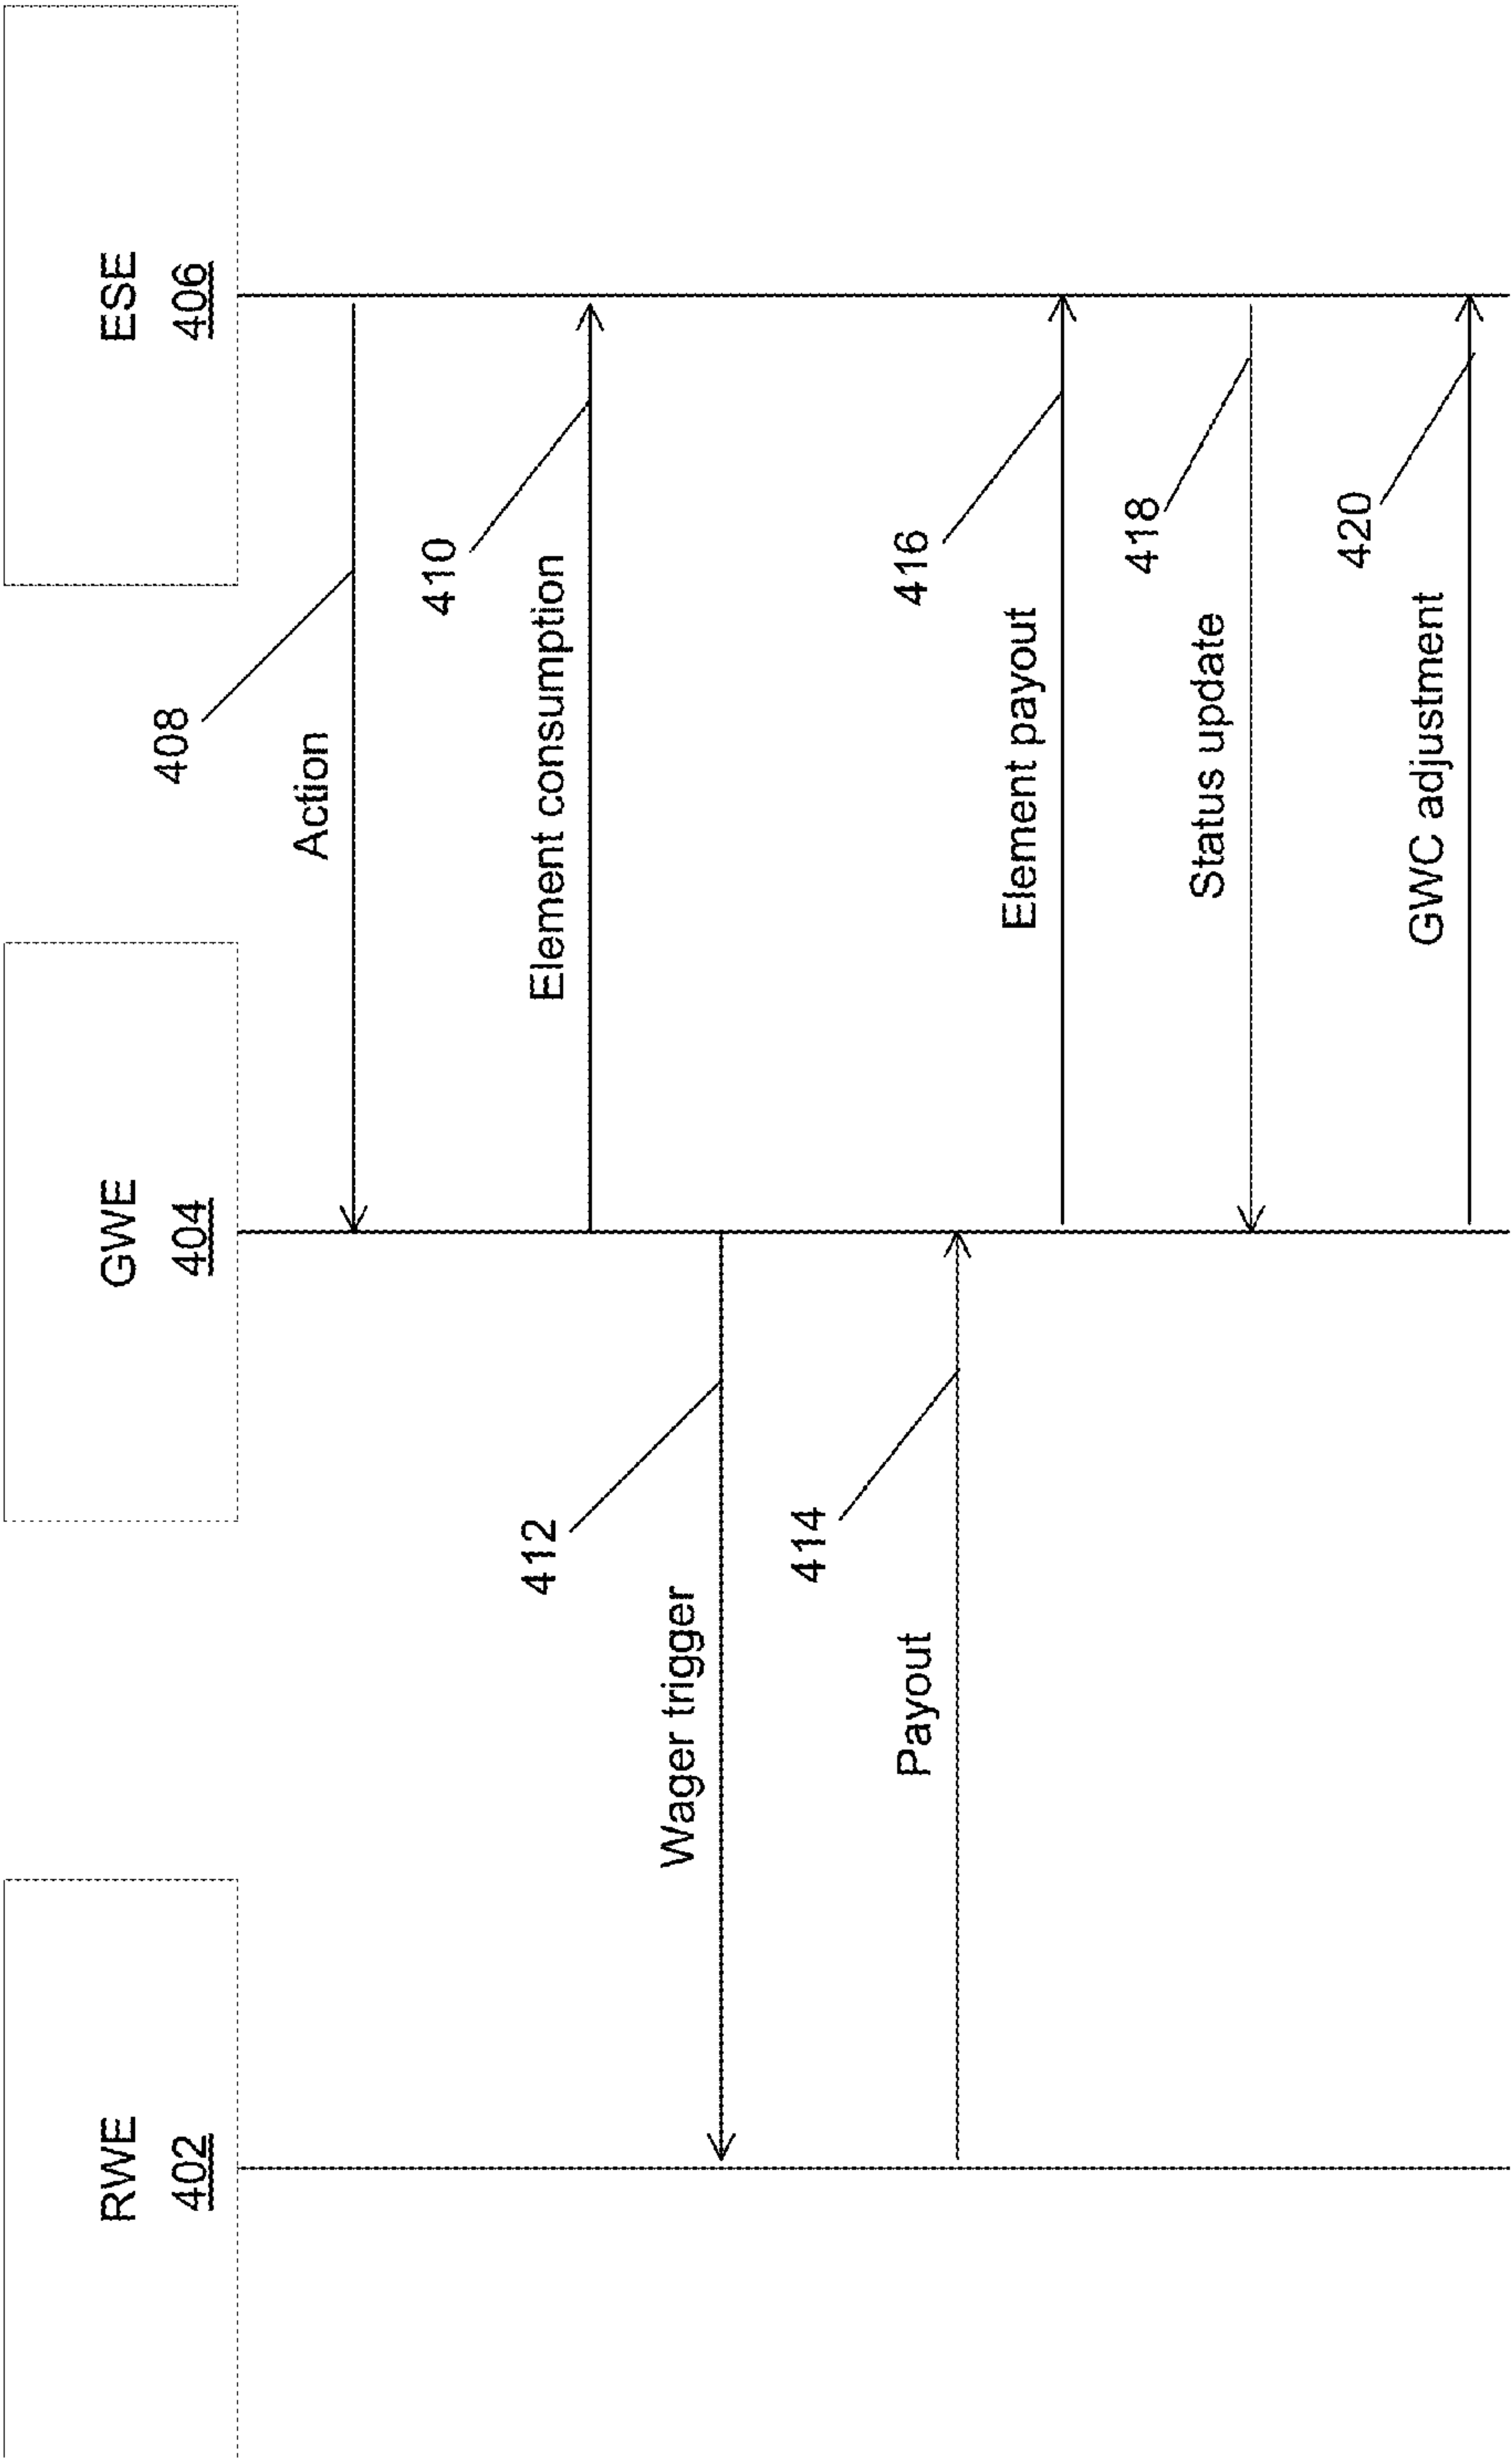 RWE
402
GWE
404
ESE
406
408
Action
410
Element consumption
412
Wager trigger
414
Payout
416
Element payout
418
Status update
420
GWC adjustment